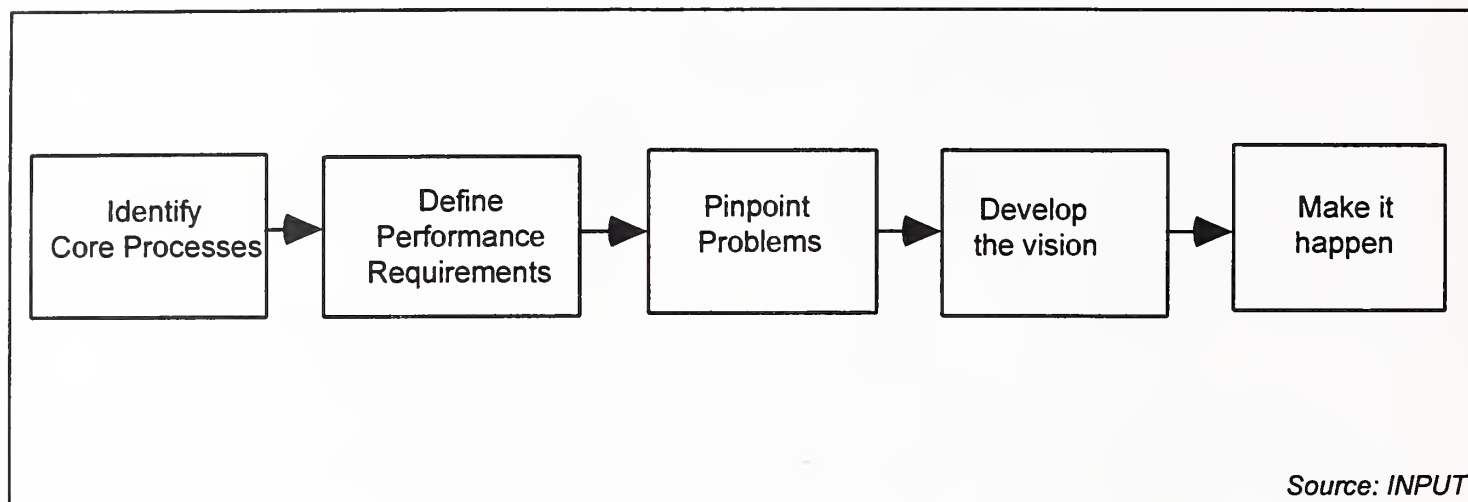 Identify
Core Processes
Define
Performance
Requirements
Pinpoint
Problems
Develop
the vision
Make it
happen
Source: INPUT